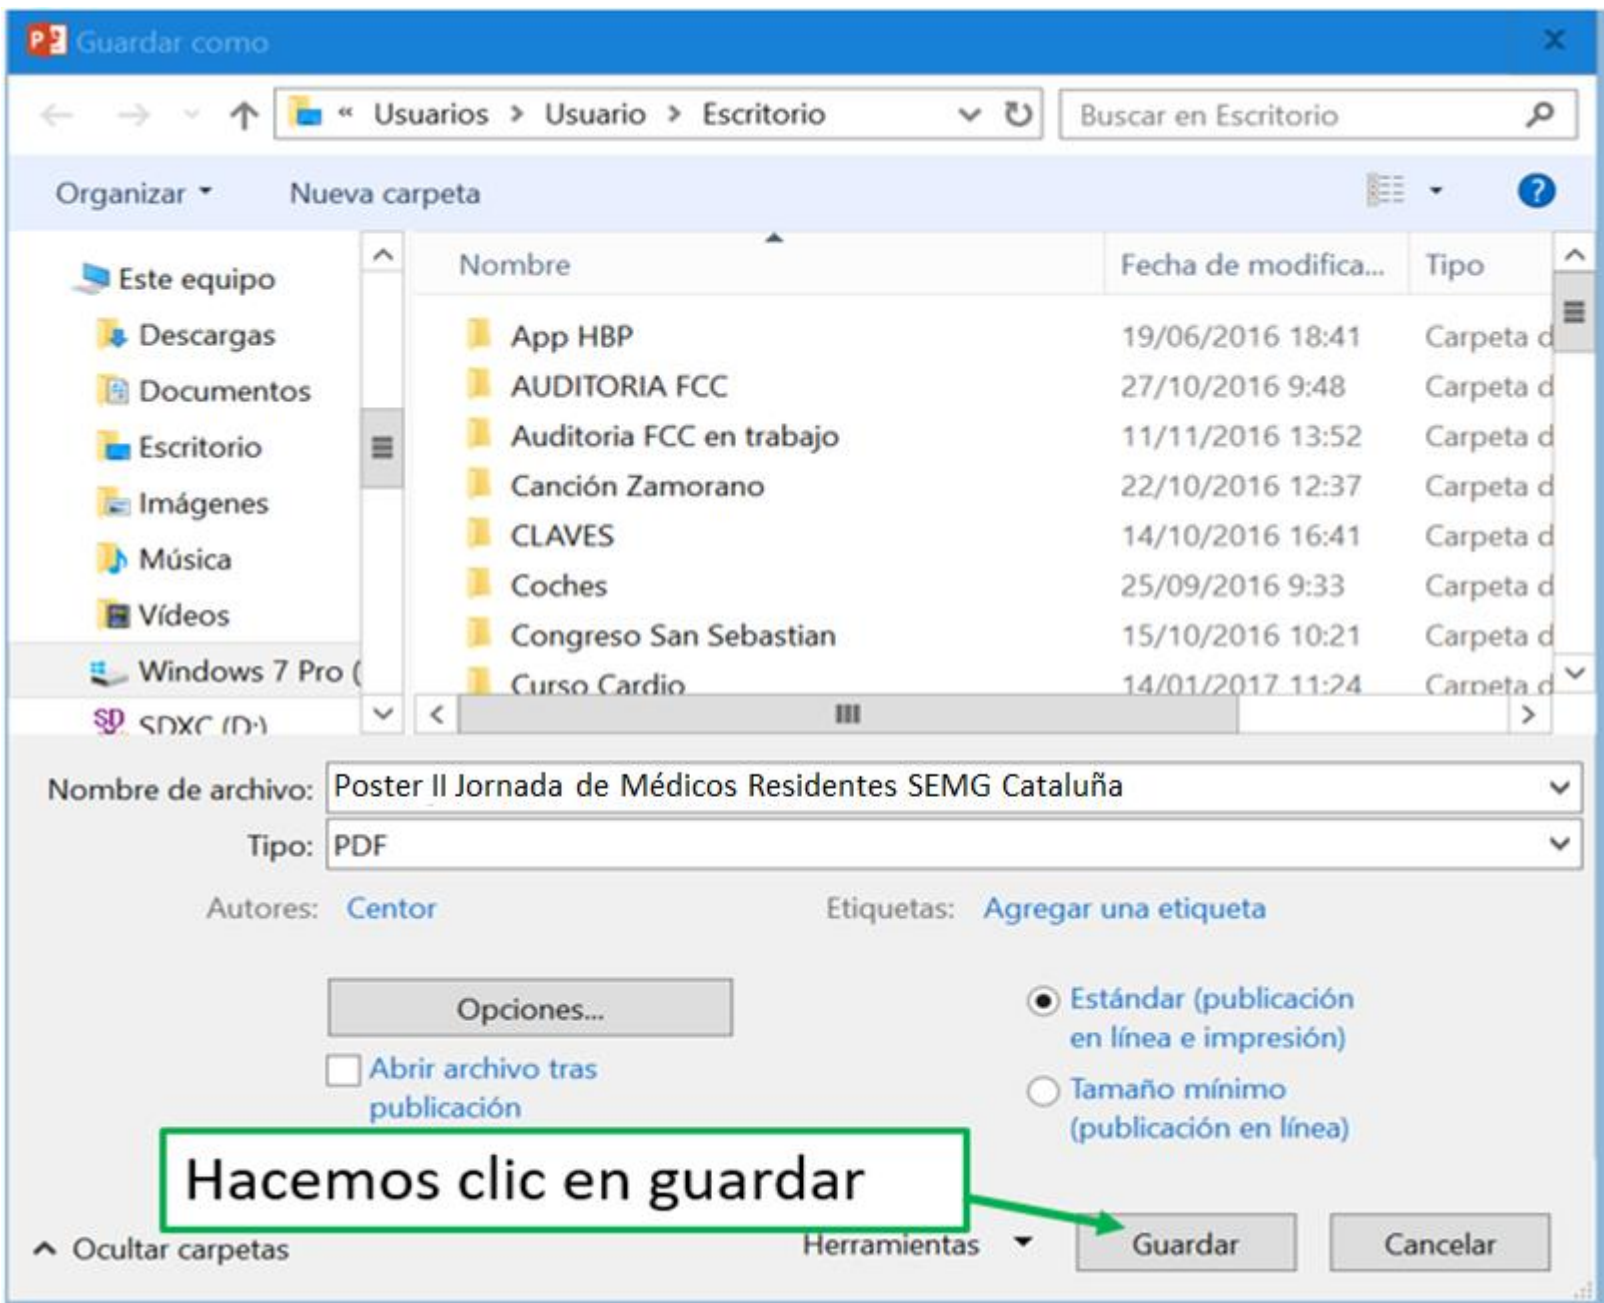 Guardar como
« Usuarios > Usuario > Escritorio
Buscar en Escritorio
Organizar
Nueva carpeta
Este equipo
Descargas
Documentos
Escritorio
Imágenes
Música
Vídeos
Windows 7 Pro (
SDXC (D:)
Nombre Fecha de modifica... Tipo
App HBP 19/06/2016 18:41 Carpeta d
AUDITORIA FCC 27/10/2016 9:48 Carpeta d
Auditoria FCC en trabajo 11/11/2016 13:52 Carpeta d
Canción Zamorano 22/10/2016 12:37 Carpeta d
CLAVES 14/10/2016 16:41 Carpeta d
Coches 25/09/2016 9:33 Carpeta d
Congreso San Sebastian 15/10/2016 10:21 Carpeta d
Curso Cardio 14/01/2017 11:24 Carpeta d
Nombre de archivo: Poster II Jornada de Médicos Residentes SEMG Cataluña
Tipo: PDF
Autores: Centor
Etiquetas: Agregar una etiqueta
Opciones...
Abrir archivo tras
publicación
Estándar (publicación
en línea e impresión)
Tamaño mínimo
(publicación en línea)
Hacemos clic en guardar
Ocultar carpetas
Herramientas
Guardar
Cancelar